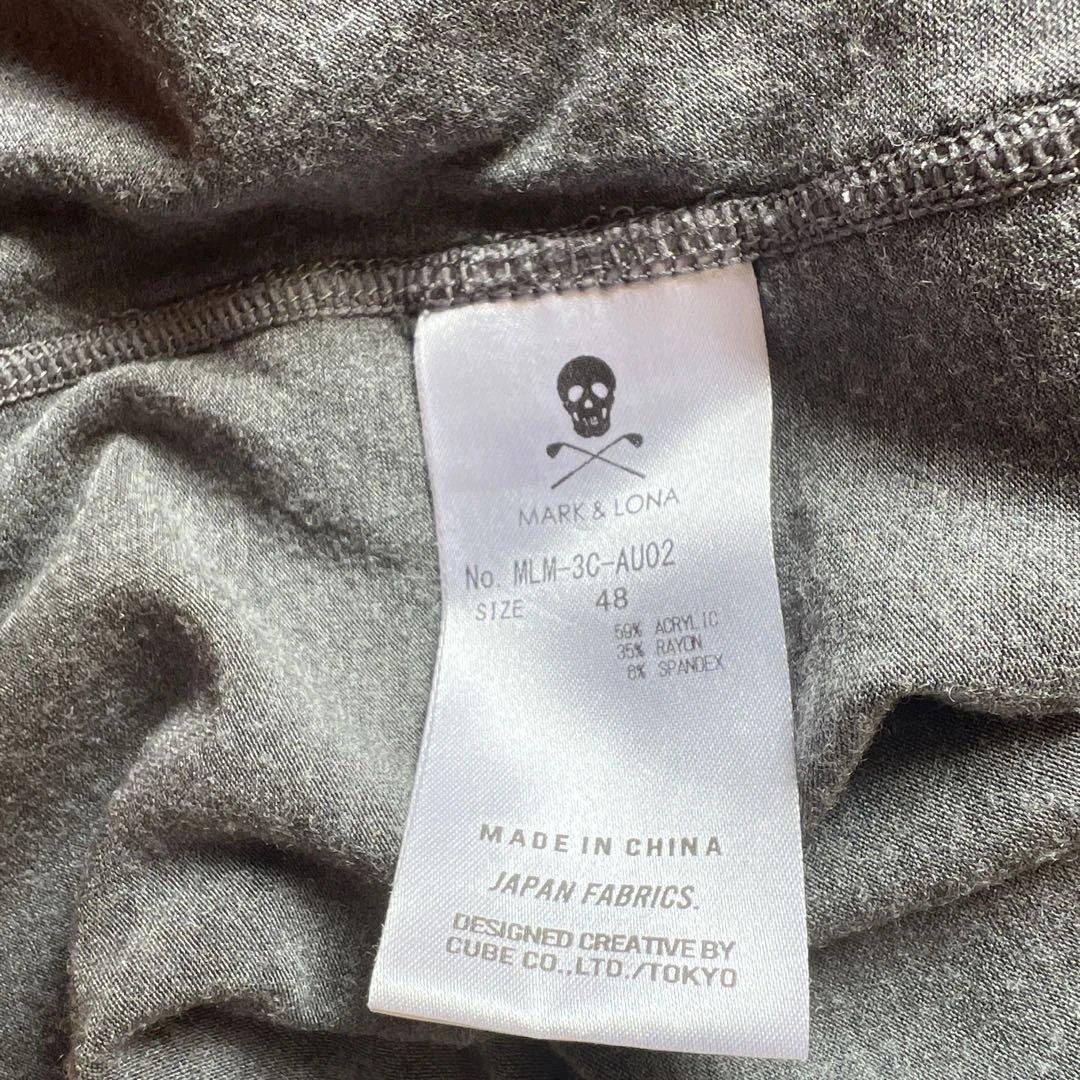 MARK & LONA
No. MLM-3C-AU02
SIZE 48
59% ACRYLIC
35% RAYON
6% SPANDEX
MADE IN CHINA
JAPAN FABRICS.
DESIGNED CREATIVE BY
CUBE CO.,LTD./TOKYO